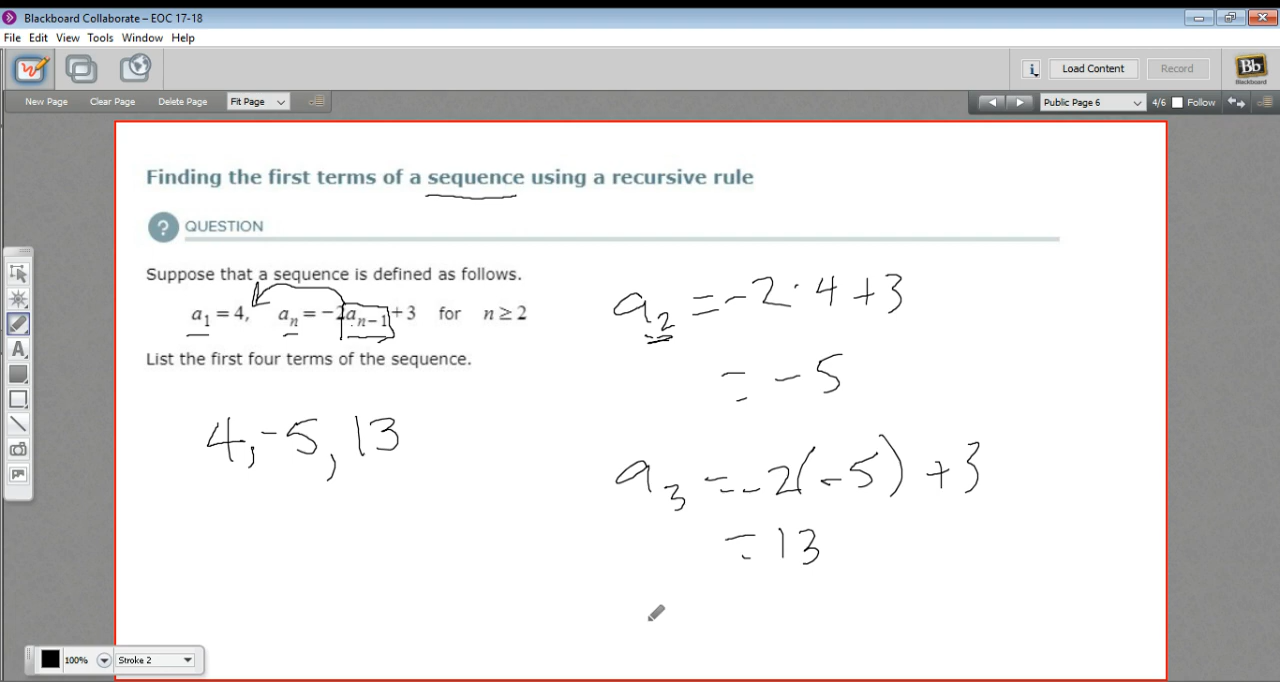 Blackboard Collaborate – EOC 17-18
File Edit View Tools Window Help
Load Content Record Bb
Blackboard
New Page Clear Page Delete Page Fit Page Public Page 6 4/6 Follow
Finding the first terms of a sequence using a recursive rule
? QUESTION
Suppose that a sequence is defined as follows.
a₁ = 4, aₙ = −2aₙ₋₁ + 3 for n ≥ 2
List the first four terms of the sequence.
4, -5, 13
a₂ = -2 · 4 + 3
= -5
a₃ = -2(-5) + 3
= 13
A
100% Stroke 2